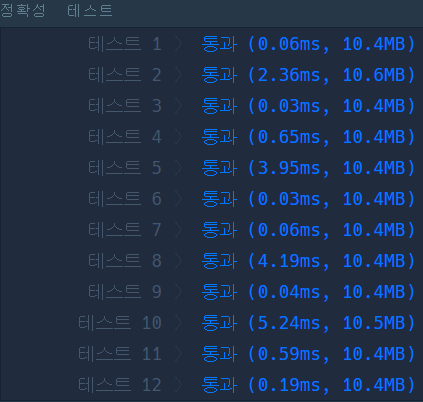 정확성 테스트
테스트 1 〉 통과 (0.06ms, 10.4MB)
테스트 2 〉 통과 (2.36ms, 10.6MB)
테스트 3 〉 통과 (0.03ms, 10.4MB)
테스트 4 〉 통과 (0.65ms, 10.4MB)
테스트 5 〉 통과 (3.95ms, 10.4MB)
테스트 6 〉 통과 (0.03ms, 10.4MB)
테스트 7 〉 통과 (0.06ms, 10.4MB)
테스트 8 〉 통과 (4.19ms, 10.4MB)
테스트 9 〉 통과 (0.04ms, 10.4MB)
테스트 10 〉 통과 (5.24ms, 10.5MB)
테스트 11 〉 통과 (0.59ms, 10.4MB)
테스트 12 〉 통과 (0.19ms, 10.4MB)